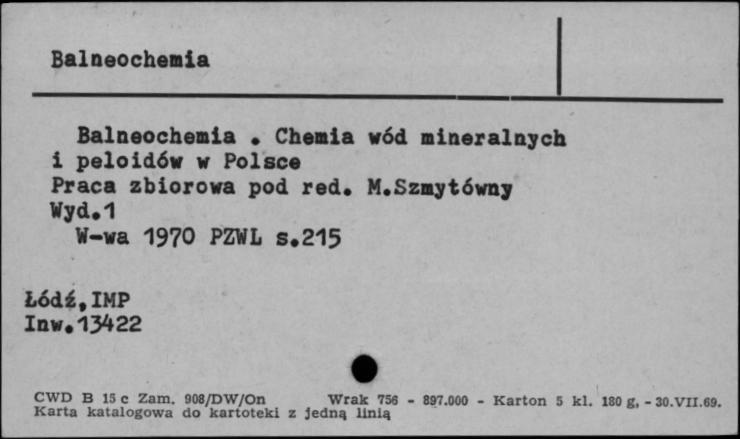 Balneochemia
Balneochemia . Chemia wód mineralnych
i peloidów w Polsce
Praca zbiorowa pod red. M.Szmytówny
Wyd.1
W-wa 1970 PZWL s.215
Łódź,IMP
Inw.13422
CWD B 15 c Zam. 908/DW/On Wrak 756 - 897.000 - Karton 5 kl. 180 g, - 30.VII.69.
Karta katalogowa do kartoteki z jedną linią